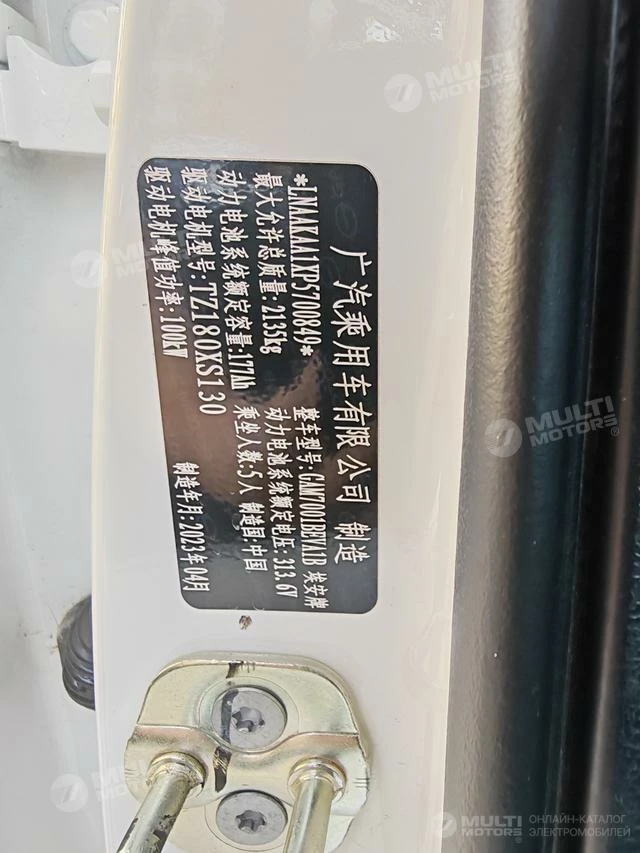 广汽乘用车有限公司 制造
*LNAAKAA1XP5700849* 整车型号:GAM7001BEVA1B 埃安牌
最大允许总质量:2135kg 动力电池系统额定电压:313.6V
动力电池系统额定容量:177Ah 乘坐人数:5人 制造国:中国
驱动电机型号:TZ180XS130
驱动电机峰值功率:100kW 制造年月:2023年04月
MULTI
MOTORS
MULTI
MOTORS®
MULTI
MOTORS
MULTI
MOTORS®
ОНЛАЙН-КАТАЛОГ
ЭЛЕКТРОМОБИЛЕЙ